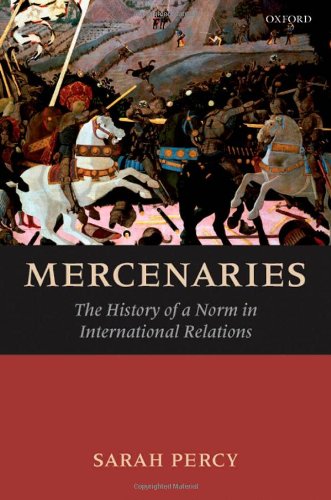 OXFORD
MERCENARIES
The History of a Norm in
International Relations
SARAH PERCY